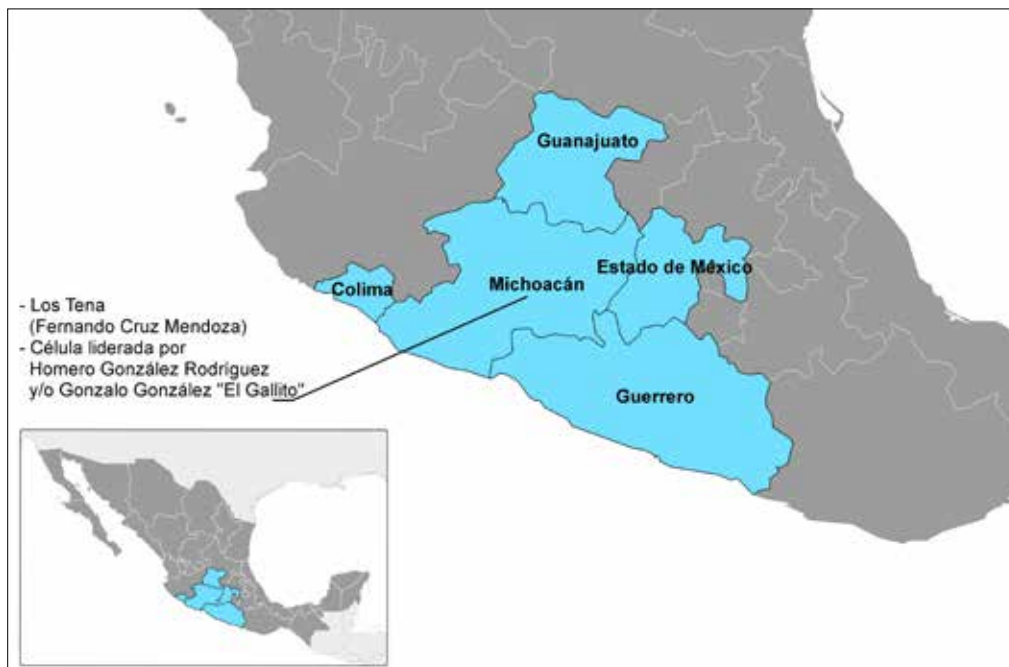 Guanajuato
Estado de México
Michoacán
Colima
- Los Tena
(Fernando Cruz Mendoza)
- Célula liderada por
Homero González Rodríguez
y/o Gonzalo González "El Gallito"
Guerrero